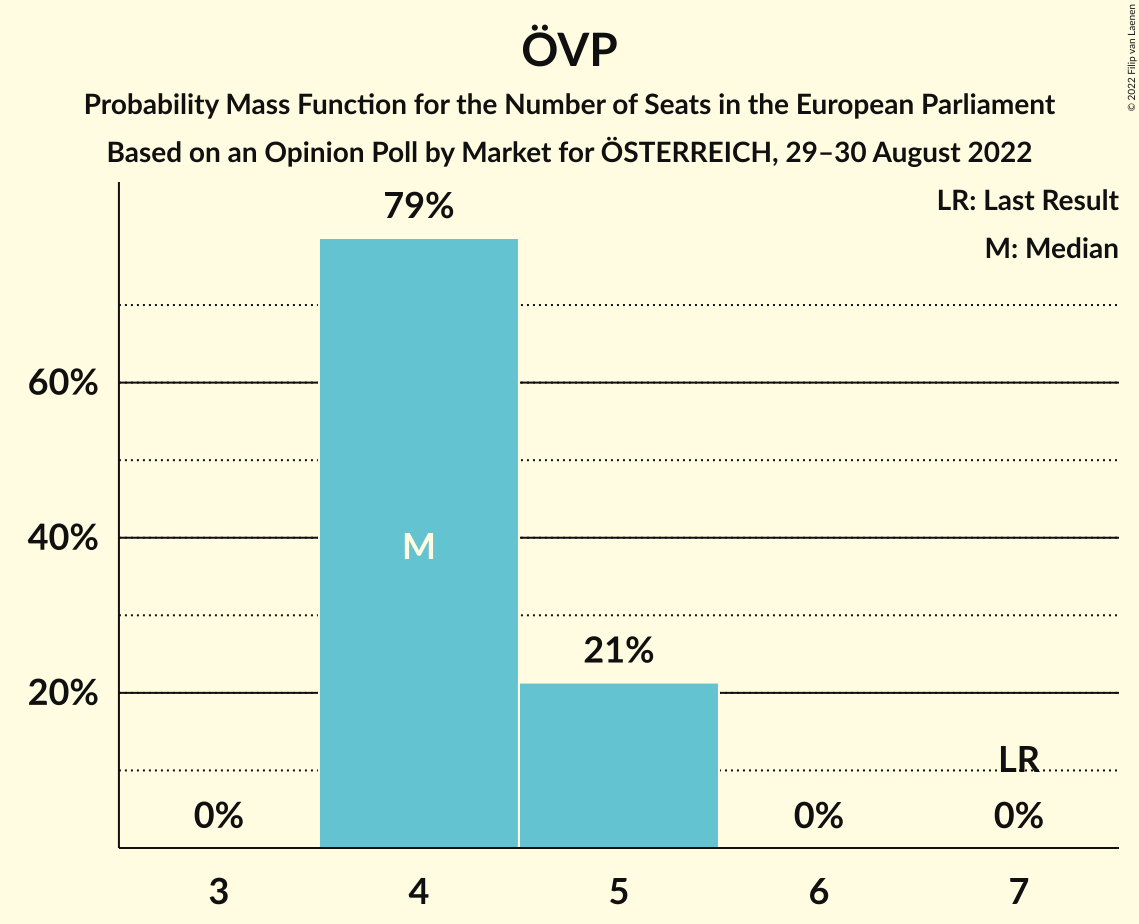 ÖVP
Probability Mass Function for the Number of Seats in the European Parliament
Based on an Opinion Poll by Market for ÖSTERREICH, 29–30 August 2022
© 2022 Filip van Laenen
LR: Last Result
M: Median
79%
60%
40%
M
21%
20%
LR
0%
0%
0%
3
4
5
6
7